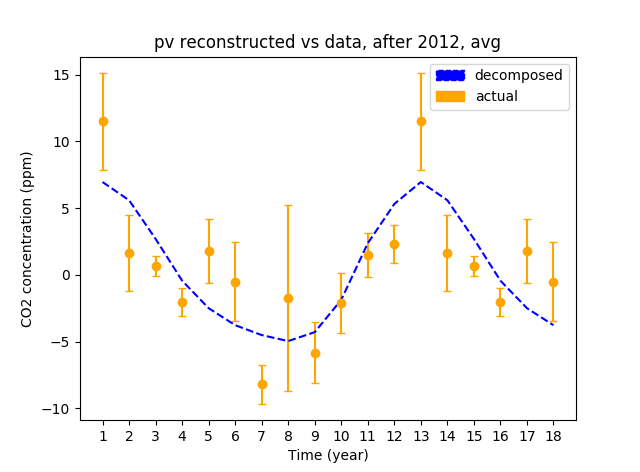 pv reconstructed vs data, after 2012, avg
decomposed
actual
CO2 concentration (ppm)
15
10
5
0
−5
−10
1 2 3 4 5 6 7 8 9 10 11 12 13 14 15 16 17 18
Time (year)